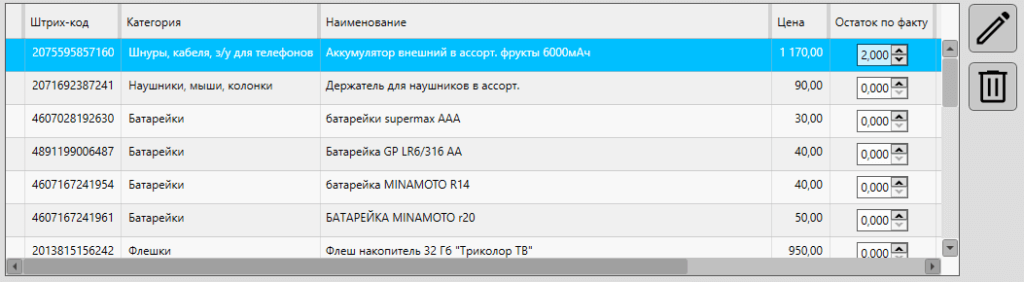 Штрих-код Категория Наименование Цена Остаток по факту
2075595857160 Шнуры, кабеля, з/у для телефонов Аккумулятор внешний в ассорт. фрукты 6000мАч 1 170,00 2,000
2071692387241 Наушники, мыши, колонки Держатель для наушников в ассорт. 90,00 0,000
4607028192630 Батарейки батарейки supermax AAA 30,00 0,000
4891199006487 Батарейки Батарейка GP LR6/316 AA 40,00 0,000
4607167241954 Батарейки батарейка MINAMOTO R14 40,00 0,000
4607167241961 Батарейки БАТАРЕЙКА MINAMOTO r20 50,00 0,000
2013815156242 Флешки Флеш накопитель 32 Гб "Триколор ТВ" 950,00 0,000